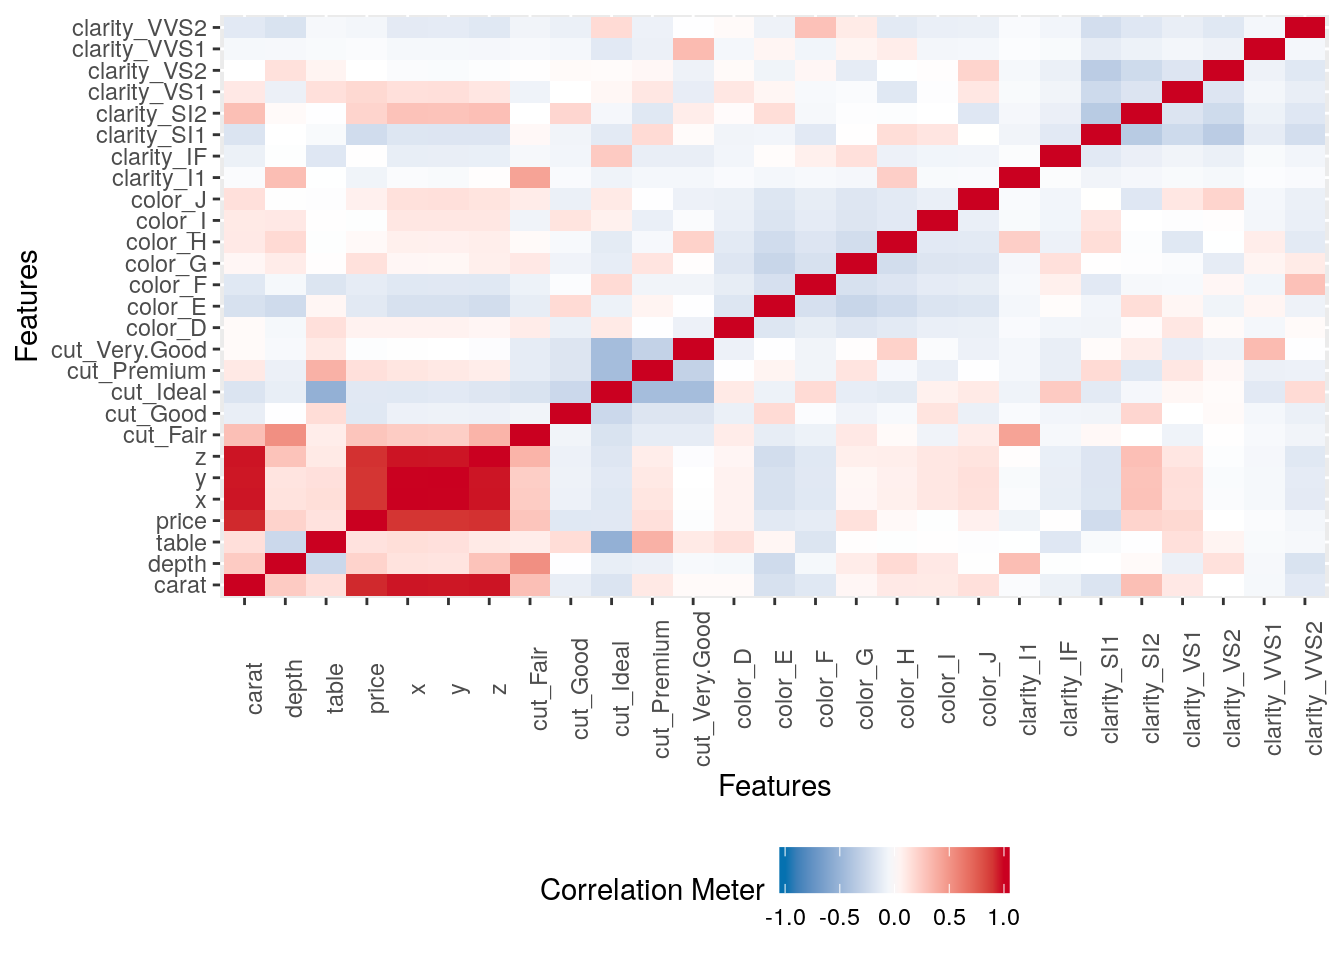 clarity_VVS2
clarity_VVS1
clarity_VS2
clarity_VS1
clarity_SI2
clarity_SI1
clarity_IF
clarity_I1
color_J
color_I
color_H
color_G
color_F
color_E
color_D
cut_Very.Good
cut_Premium
cut_Ideal
cut_Good
cut_Fair
z
y
x
price
table
depth
carat
Features
carat
depth
table
price
x
y
z
cut_Fair
cut_Good
cut_Ideal
cut_Premium
cut_Very.Good
color_D
color_E
color_F
color_G
color_H
color_I
color_J
clarity_I1
clarity_IF
clarity_SI1
clarity_SI2
clarity_VS1
clarity_VS2
clarity_VVS1
clarity_VVS2
Features
Correlation Meter
-1.0 -0.5 0.0 0.5 1.0